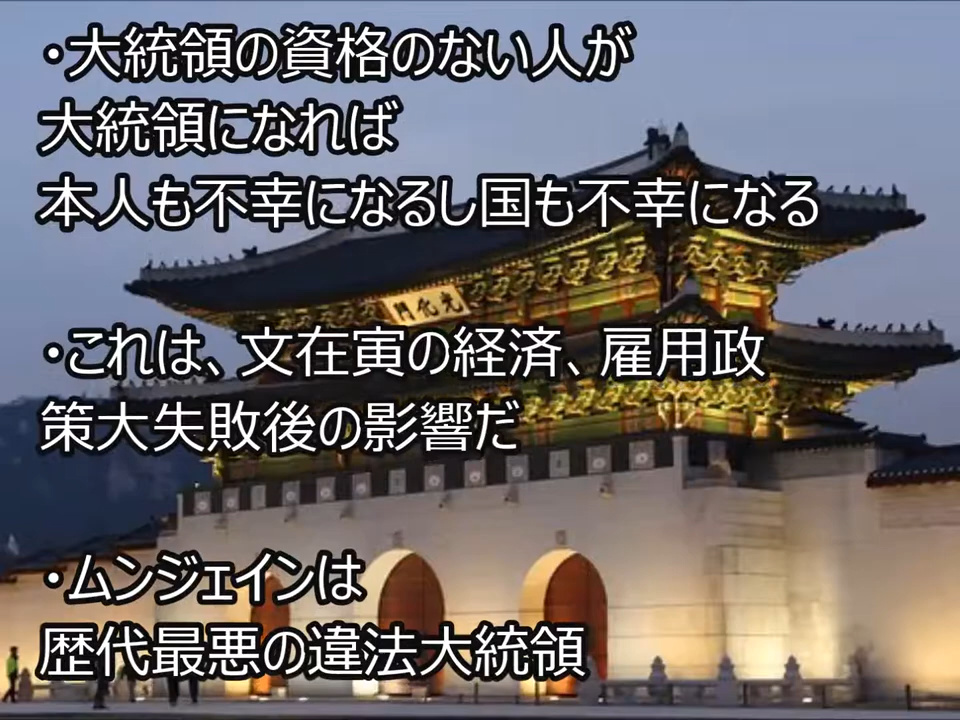 ・大統領の資格のない人が
大統領になれば
本人も不幸になるし国も不幸になる
光化門
・これは、文在寅の経済、雇用政
策大失敗後の影響だ
・ムンジェインは
歴代最悪の違法大統領